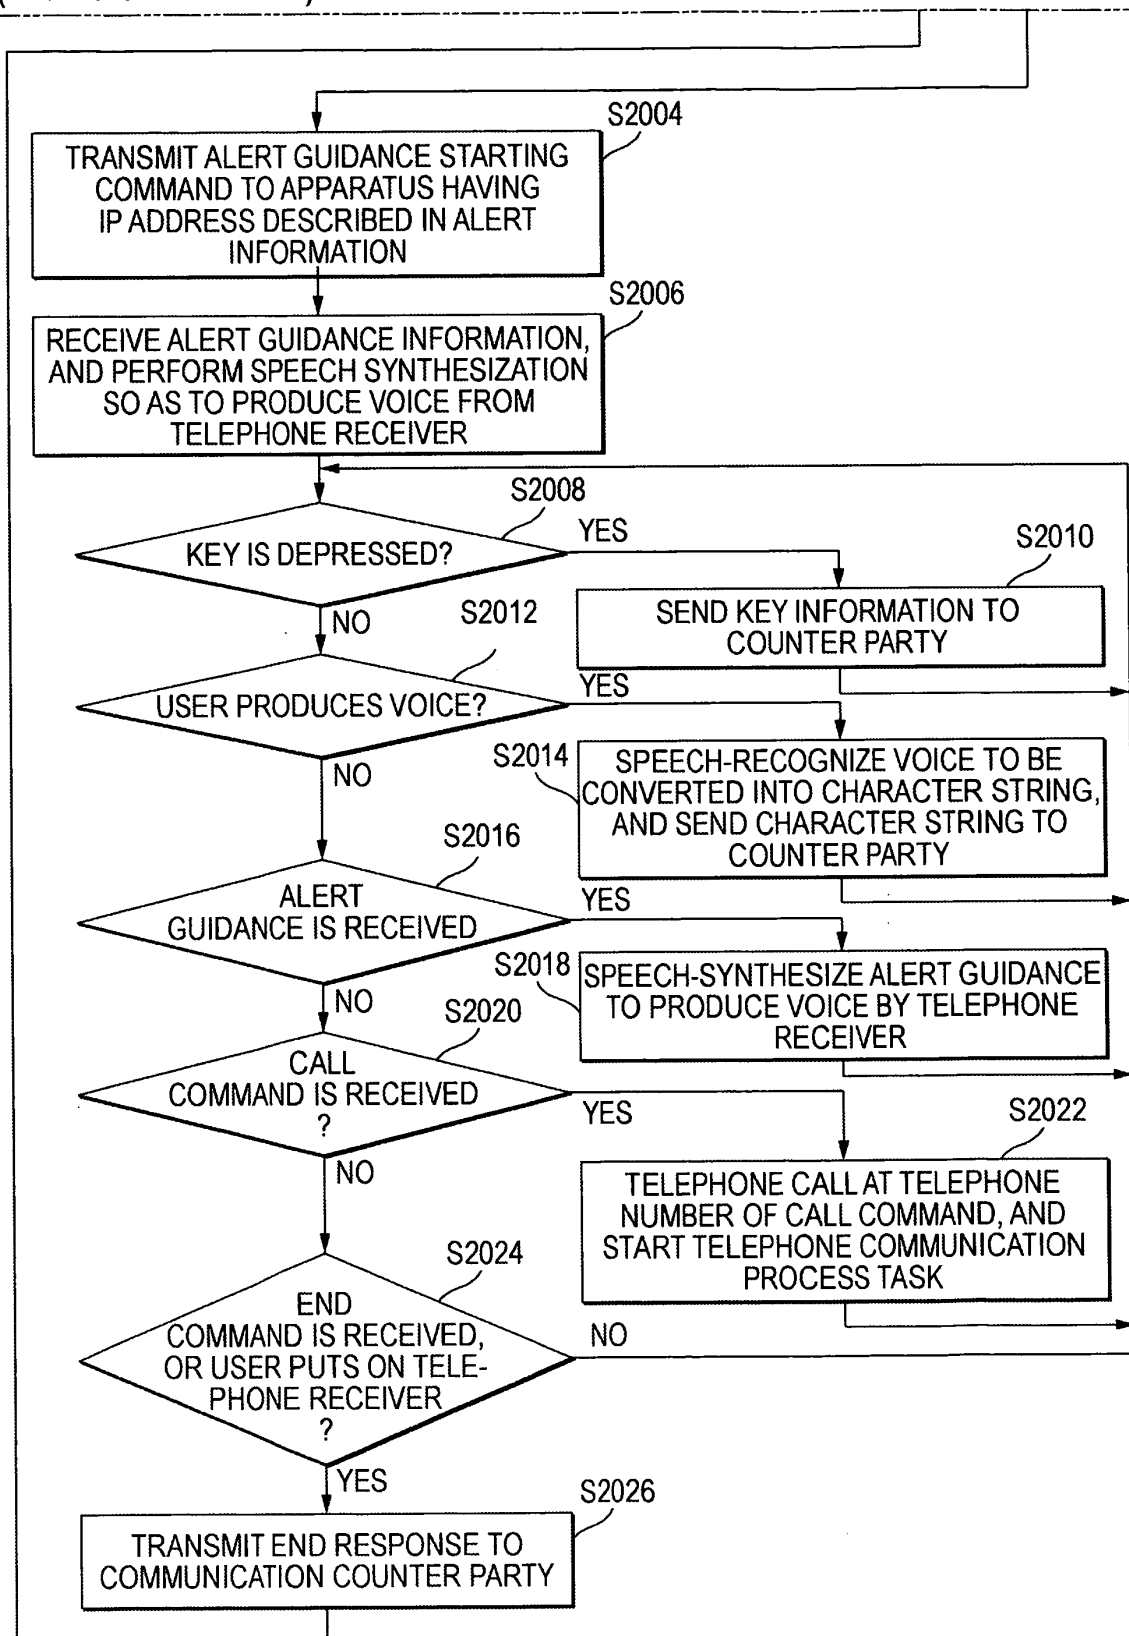 S2004
TRANSMIT ALERT GUIDANCE STARTING
COMMAND TO APPARATUS HAVING
IP ADDRESS DESCRIBED IN ALERT
INFORMATION
S2006
RECEIVE ALERT GUIDANCE INFORMATION,
AND PERFORM SPEECH SYNTHESIZATION
SO AS TO PRODUCE VOICE FROM
TELEPHONE RECEIVER
S2008
KEY IS DEPRESSED?
YES
NO
S2010
SEND KEY INFORMATION TO
COUNTER PARTY
S2012
USER PRODUCES VOICE?
YES
NO
S2014
SPEECH-RECOGNIZE VOICE TO BE
CONVERTED INTO CHARACTER STRING,
AND SEND CHARACTER STRING TO
COUNTER PARTY
S2016
ALERT
GUIDANCE IS RECEIVED
YES
NO
S2018
SPEECH-SYNTHESIZE ALERT GUIDANCE
TO PRODUCE VOICE BY TELEPHONE
RECEIVER
S2020
CALL
COMMAND IS RECEIVED
?
YES
NO
S2022
TELEPHONE CALL AT TELEPHONE
NUMBER OF CALL COMMAND, AND
START TELEPHONE COMMUNICATION
PROCESS TASK
S2024
END
COMMAND IS RECEIVED,
OR USER PUTS ON TELE-
PHONE RECEIVER
?
NO
YES
S2026
TRANSMIT END RESPONSE TO
COMMUNICATION COUNTER PARTY